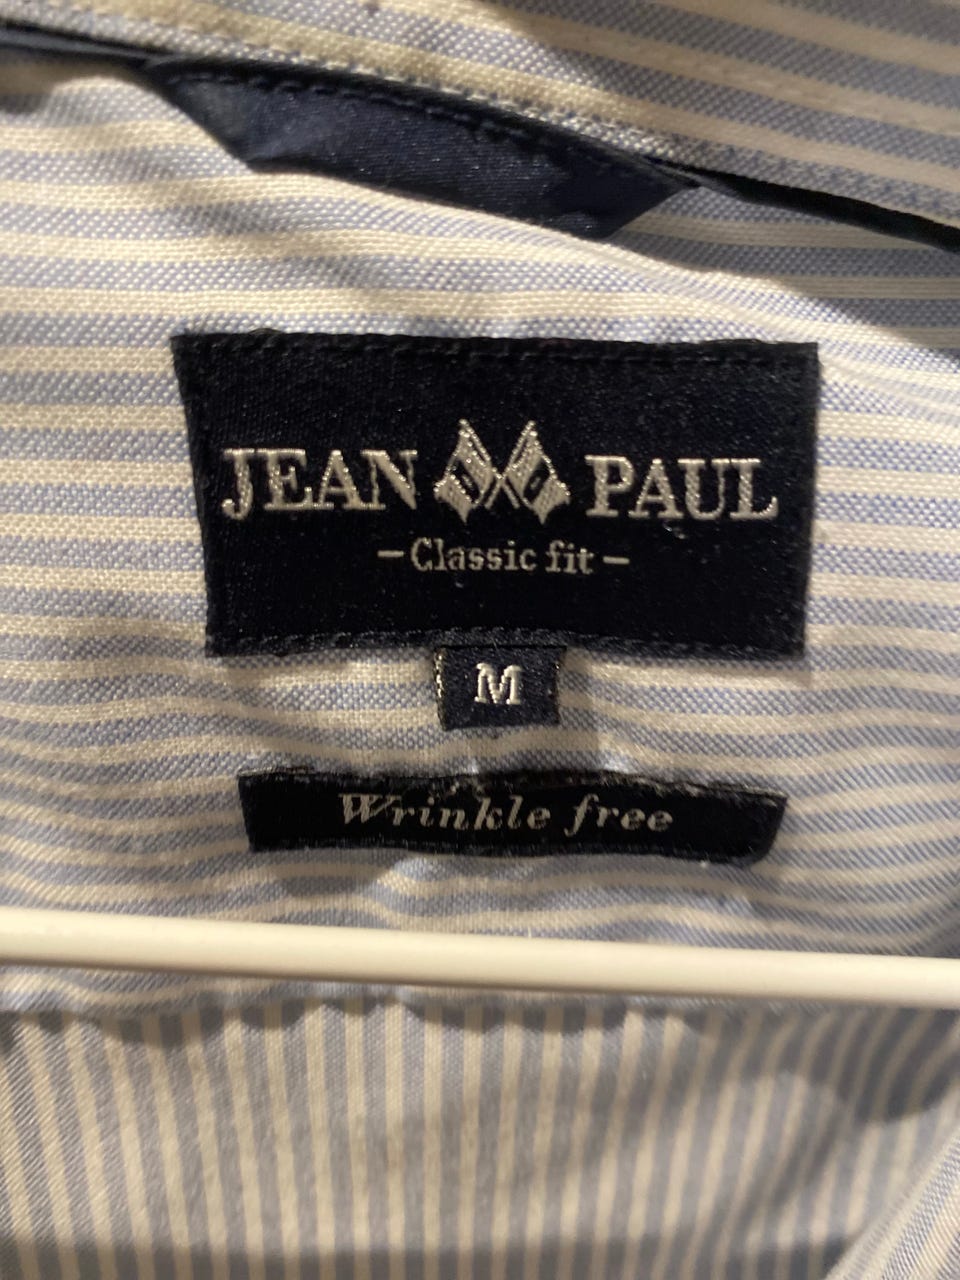 JEAN PAUL
- Classic fit -
M
Wrinkle free